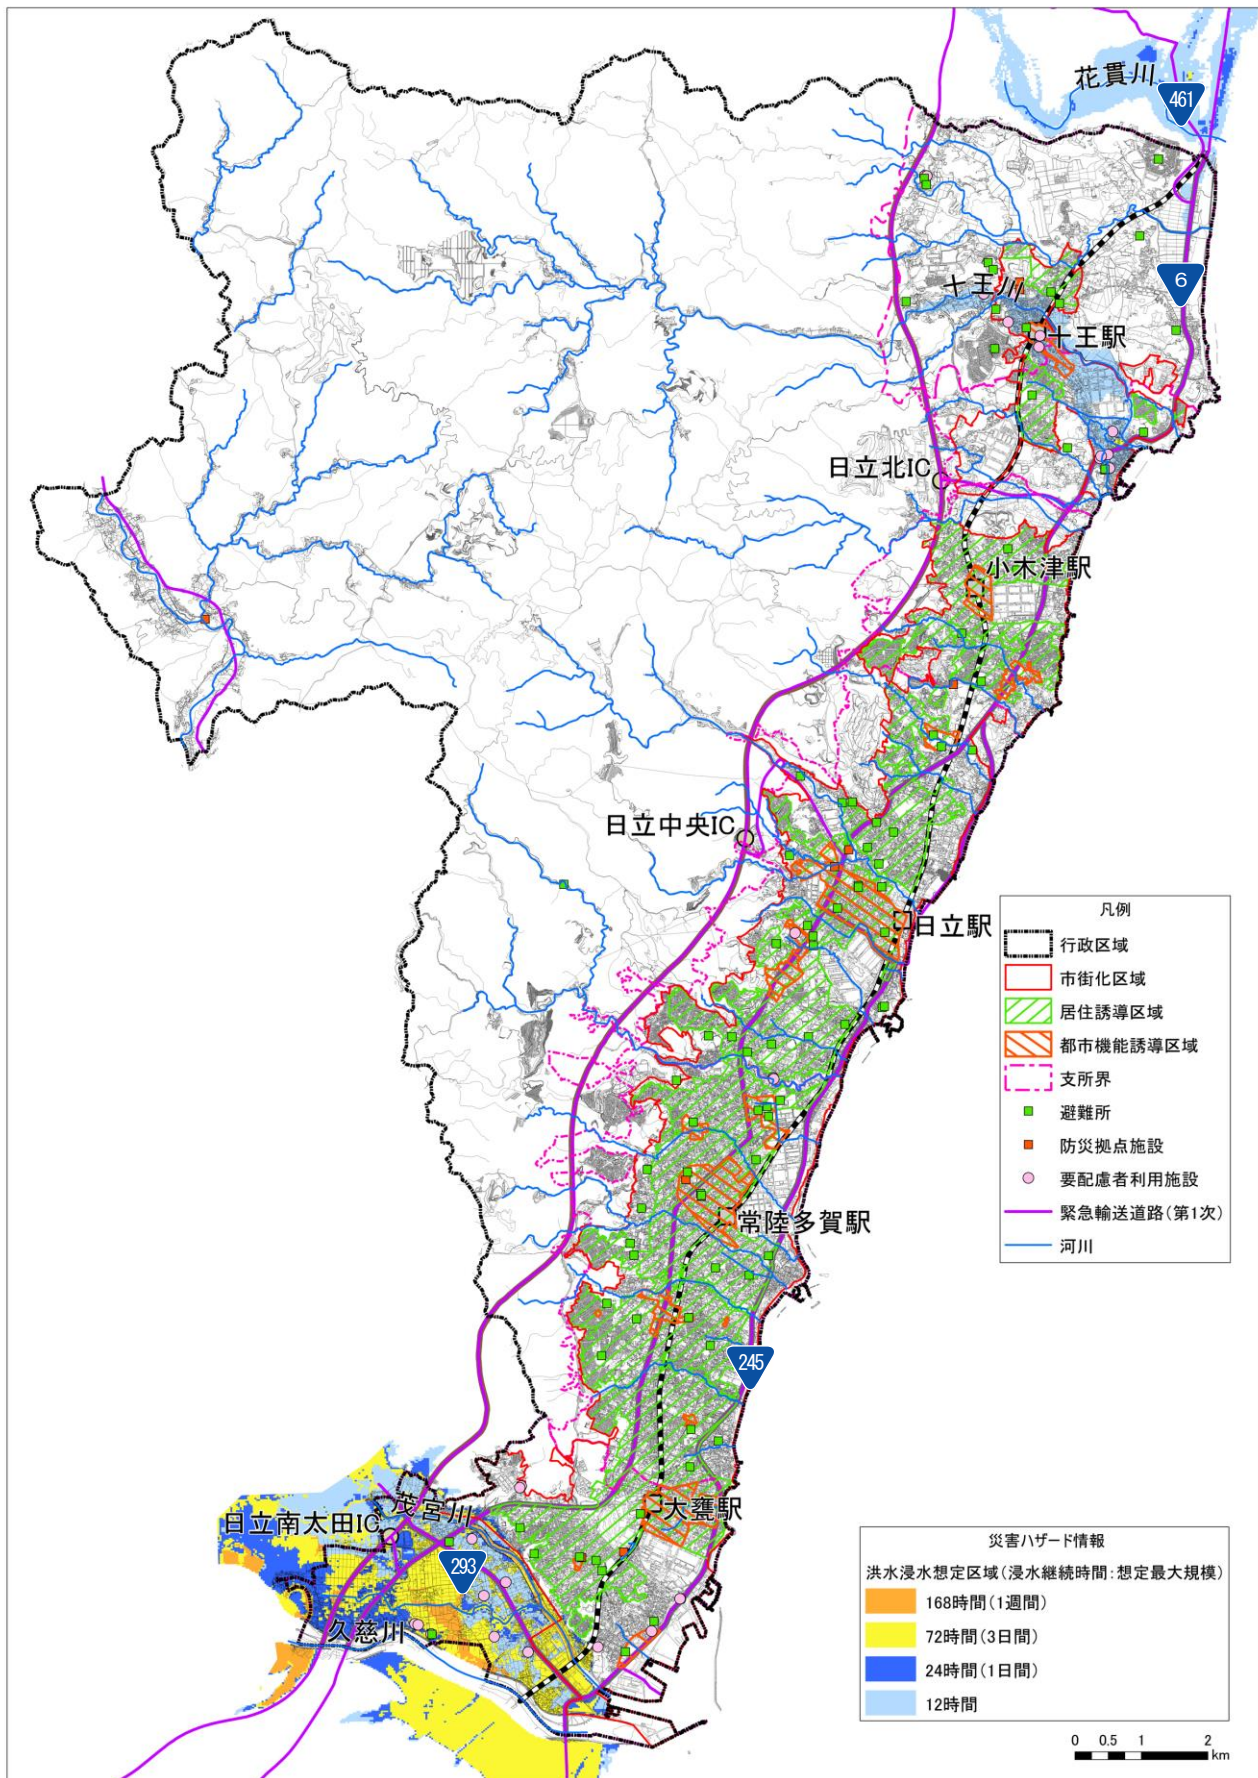 花貫川
461
6
十王川
十王駅
日立北IC
小木津駅
日立中央IC
日立駅
常陸多賀駅
245
大甕駅
茂宮川
日立南太田IC
293
久慈川
凡例
行政区域
市街化区域
居住誘導区域
都市機能誘導区域
支所界
避難所
防災拠点施設
要配慮者利用施設
緊急輸送道路(第1次)
河川
災害ハザード情報
洪水浸水想定区域(浸水継続時間:想定最大規模)
168時間(1週間)
72時間(3日間)
24時間(1日間)
12時間
0 0.5 1 2
km